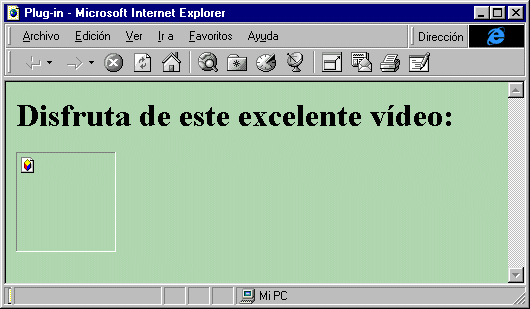 Plug-in - Microsoft Internet Explorer
Archivo Edición Ver Ir a Favoritos Ayuda Dirección
Disfruta de este excelente vídeo:
Mi PC